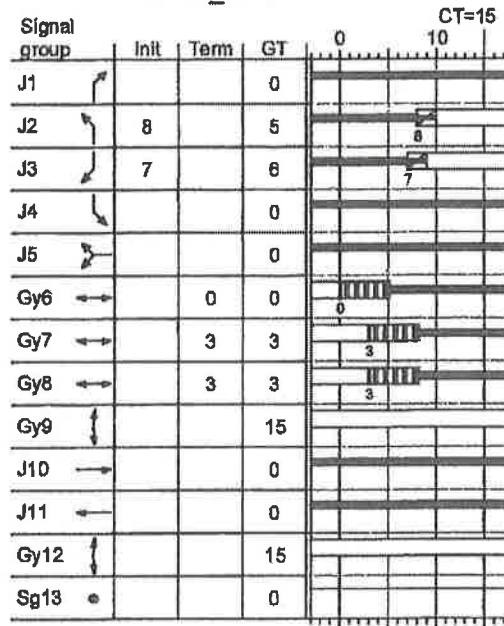 CT=15
Signal group Init Term GT 0 10
J1 0
J2 8 5 8
J3 7 6 7
J4 0
J5 0
Gy6 0 0 0
Gy7 3 3 3
Gy8 3 3 3
Gy9 15
J10 0
J11 0
Gy12 15
Sg13 0